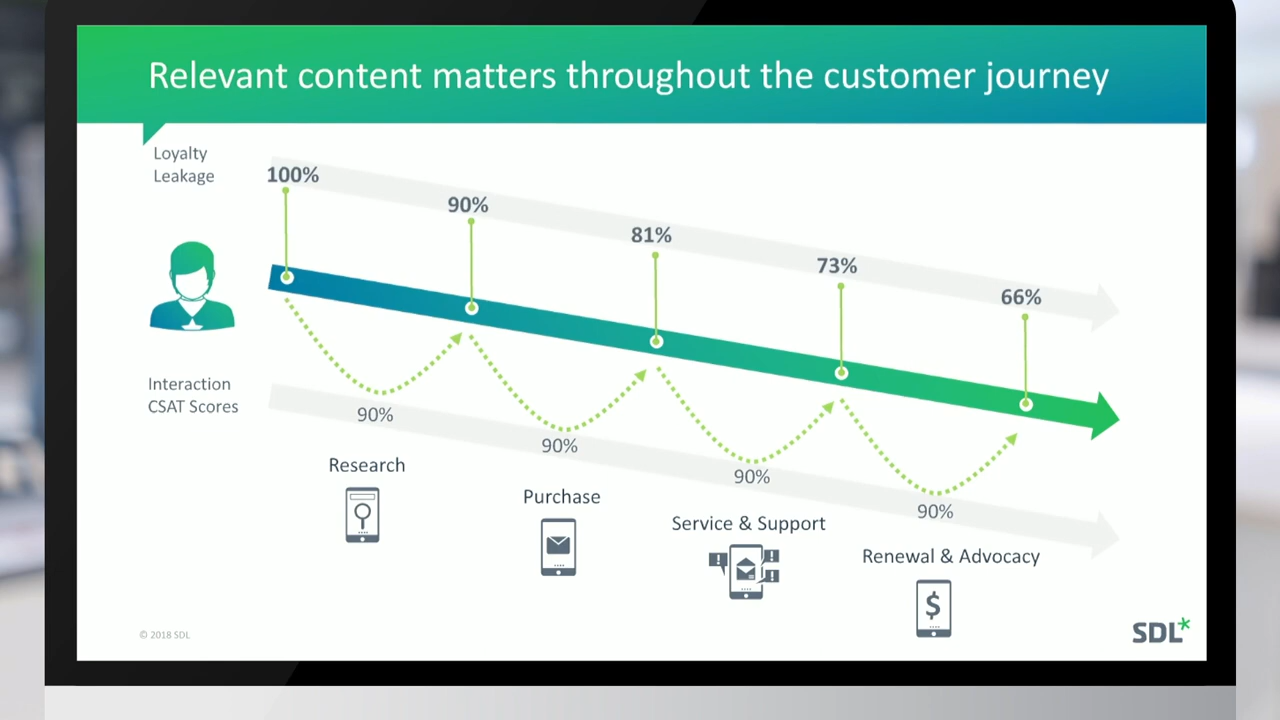 Relevant content matters throughout the customer journey
Loyalty
Leakage
100%
90%
81%
73%
66%
Interaction
CSAT Scores
90%
90%
90%
90%
Research
Purchase
Service & Support
Renewal & Advocacy
$
© 2018 SDL
SDL*